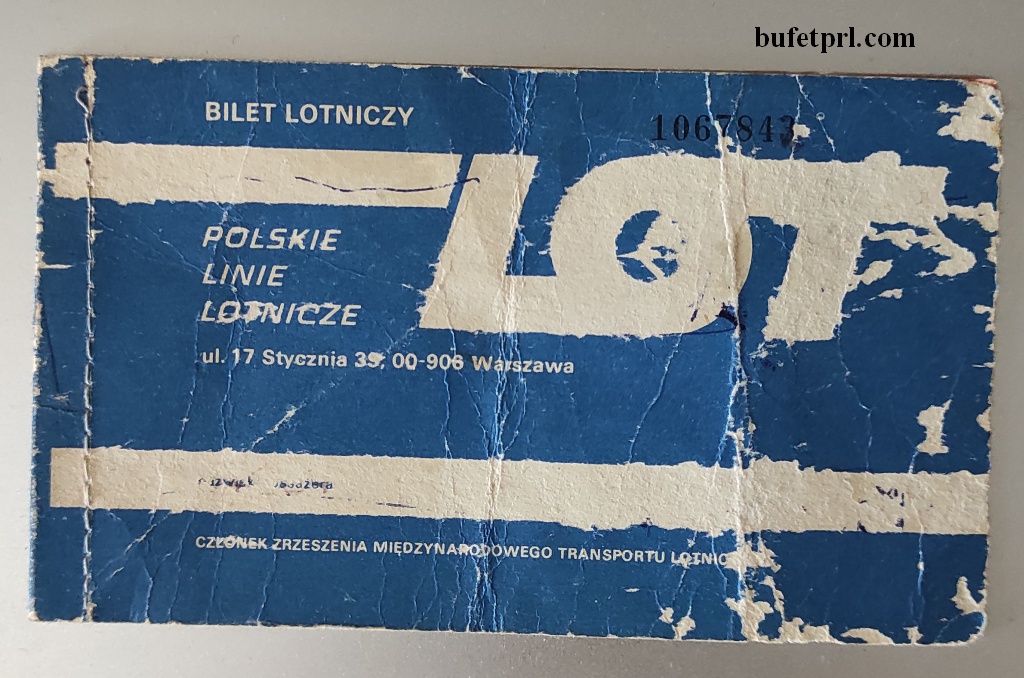 bufetprl.com
BILET LOTNICZY
1067843
LOT
POLSKIE
LINIE
LOTNICZE
ul. 17 Stycznia 39, 00-906 Warszawa
CZŁONEK ZRZESZENIA MIĘDZYNARODOWEGO TRANSPORTU